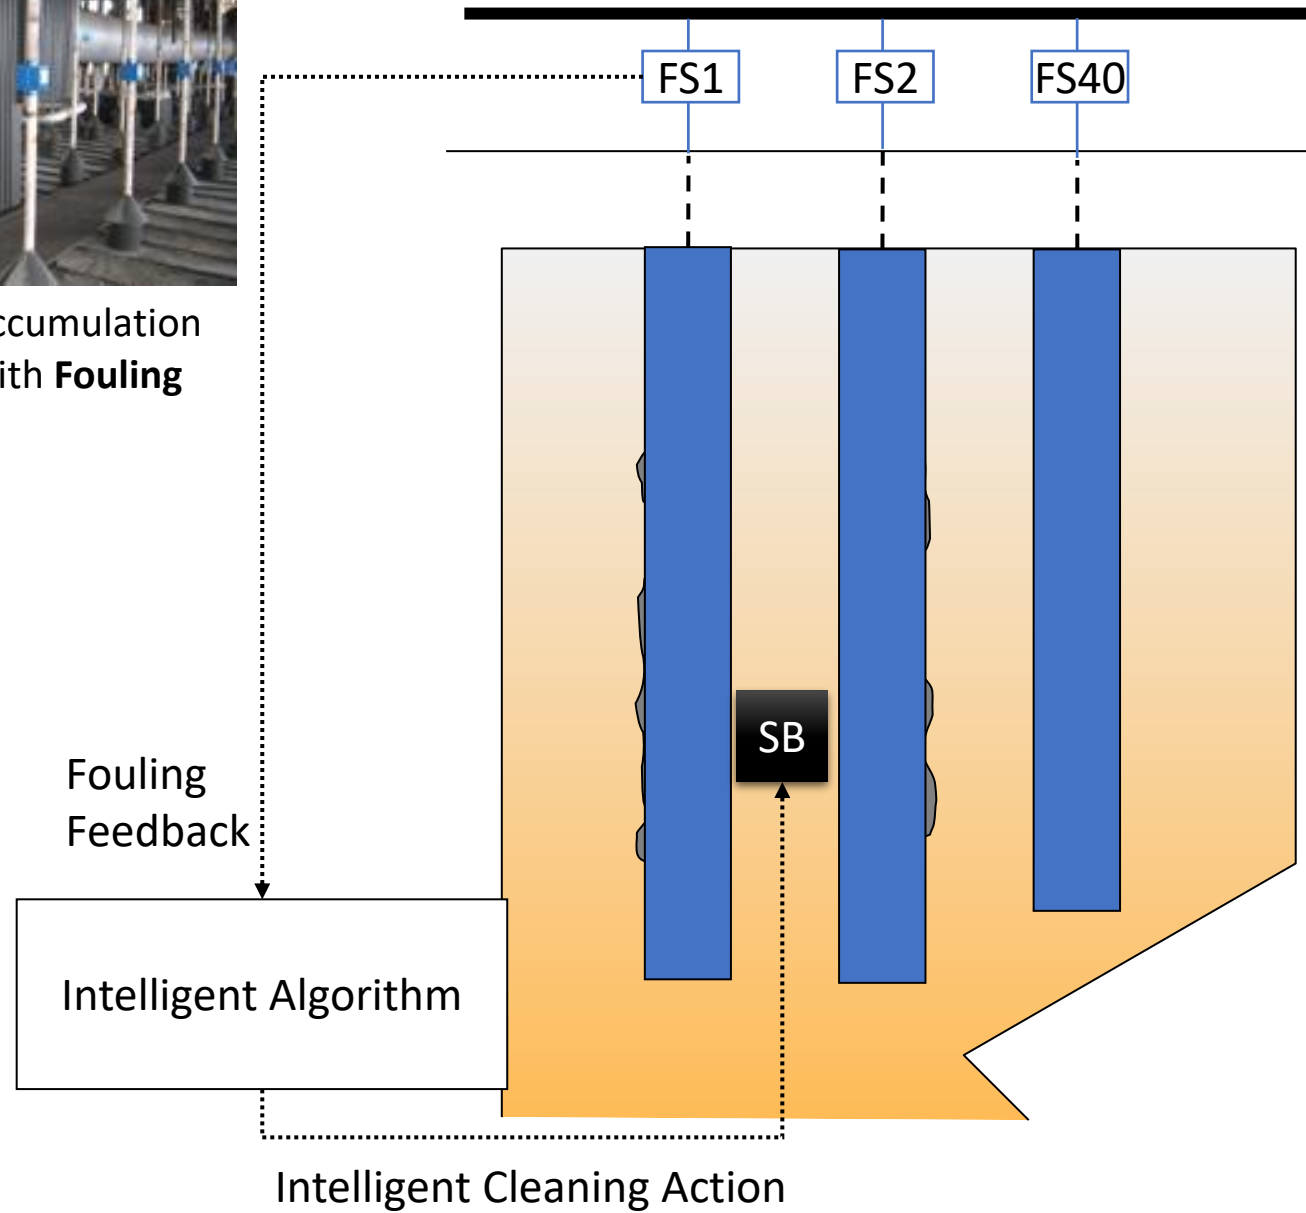 FS1
FS2
FS40
ccumulation
ith Fouling
SB
Fouling
Feedback
Intelligent Algorithm
Intelligent Cleaning Action